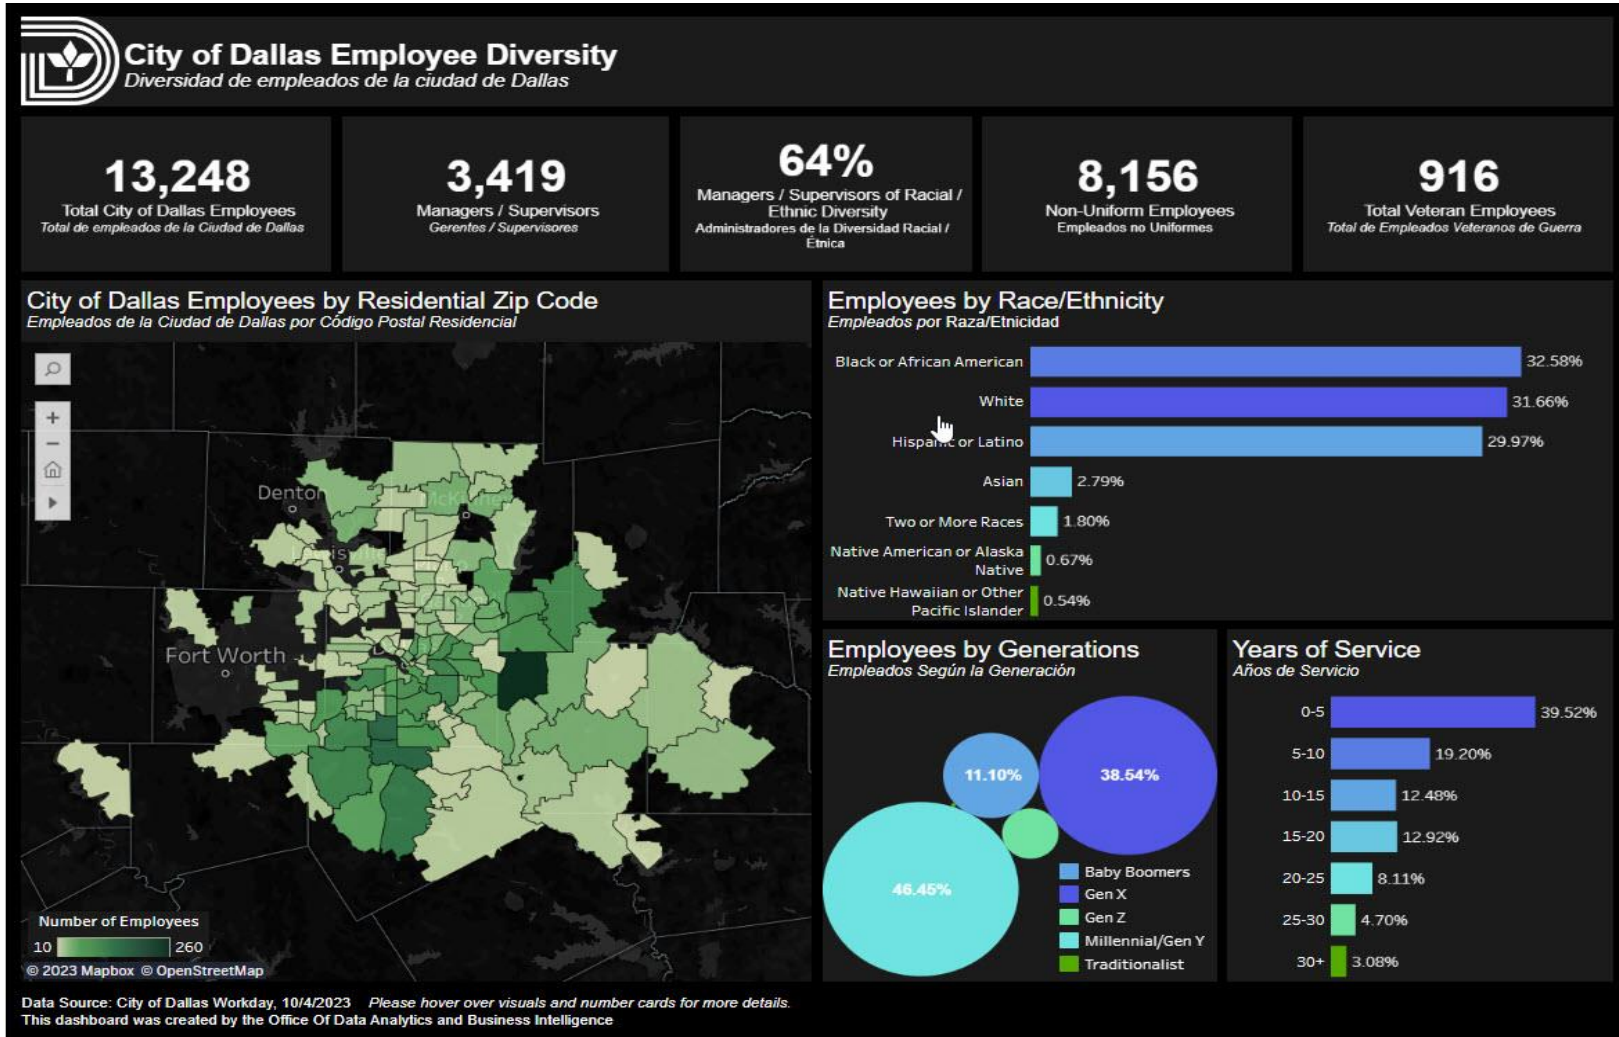 City of Dallas Employee Diversity
Diversidad de empleados de la ciudad de Dallas
13,248
Total City of Dallas Employees
Total de empleados de la Ciudad de Dallas
3,419
Managers / Supervisors
Gerentes / Supervisores
64%
Managers / Supervisors of Racial /
Ethnic Diversity
Administradores de la Diversidad Racial /
Étnica
8,156
Non-Uniform Employees
Empleados no Uniformes
916
Total Veteran Employees
Total de Empleados Veteranos de Guerra
City of Dallas Employees by Residential Zip Code
Empleados de la Ciudad de Dallas por Código Postal Residencial
Denton
Fort Worth
Number of Employees
10 260
© 2023 Mapbox © OpenStreetMap
Employees by Race/Ethnicity
Empleados por Raza/Etnicidad
Black or African American 32.58%
White 31.66%
Hispanic or Latino 29.97%
Asian 2.79%
Two or More Races 1.80%
Native American or Alaska
Native 0.67%
Native Hawaiian or Other
Pacific Islander 0.54%
Employees by Generations
Empleados Según la Generación
11.10%
38.54%
46.45%
Baby Boomers
Gen X
Gen Z
Millennial/Gen Y
Traditionalist
Years of Service
Años de Servicio
0-5 39.52%
5-10 19.20%
10-15 12.48%
15-20 12.92%
20-25 8.11%
25-30 4.70%
30+ 3.08%
Data Source: City of Dallas Workday, 10/4/2023 Please hover over visuals and number cards for more details.
This dashboard was created by the Office Of Data Analytics and Business Intelligence